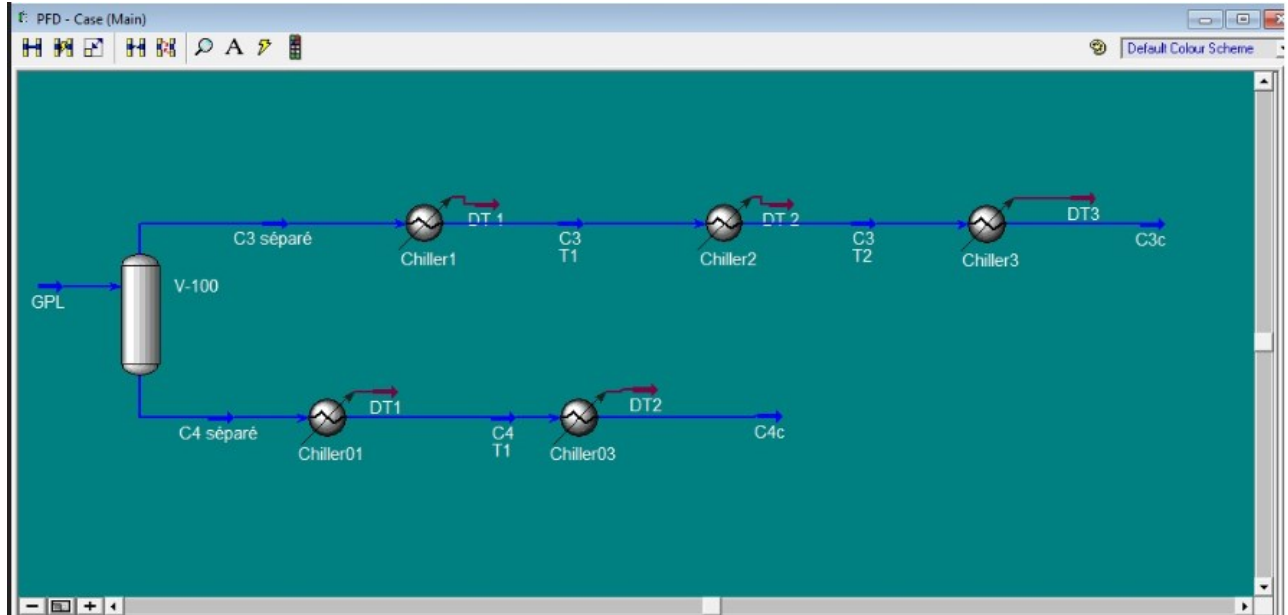 PFD - Case (Main)
A
Default Colour Scheme
DT 1
DT 2
DT3
C3 séparé
C3
T1
C3
T2
C3c
Chiller1
Chiller2
Chiller3
V-100
GPL
DT1
DT2
C4 séparé
C4
T1
C4c
Chiller01
Chiller03